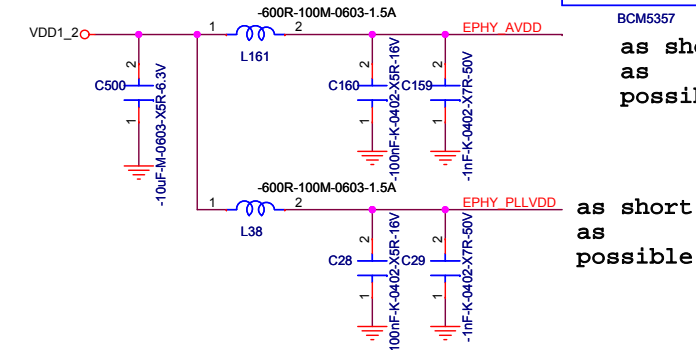 -600R-100M-0603-1.5A
BCM5357
VDD1_2
1
2
EPHY_AVDD
L161
as sho
as
possibl
2
C500
1
-10uF-M-0603-X5R-6.3V
2
C160
1
-100nF-K-0402-X5R-16V
2
C159
1
-1nF-K-0402-X7R-50V
-600R-100M-0603-1.5A
1
2
EPHY_PLLVDD
L38
as short
as
possible
2
C28
1
100nF-K-0402-X5R-16V
2
C29
1
-1nF-K-0402-X7R-50V